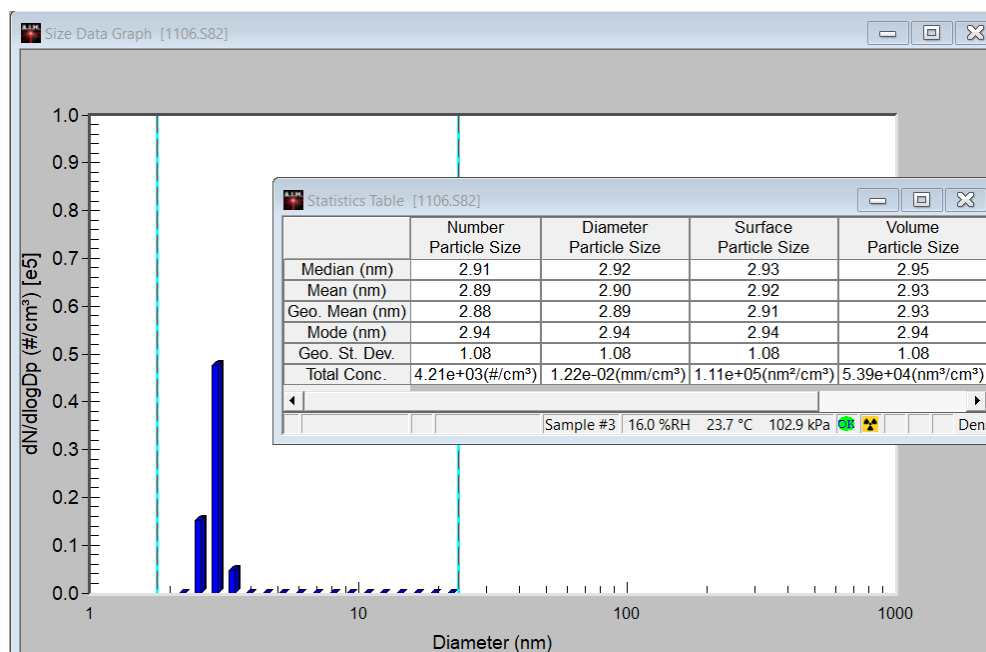 A.I.M.
Size Data Graph [1106.S82]
1.0
0.9
0.8
0.7
0.6
0.5
0.4
0.3
0.2
0.1
0.0
dN/dlogDp (#/cm³) [e5]
1 10 100 1000
Diameter (nm)
A.I.M.
Statistics Table [1106.S82]
Number Particle Size Diameter Particle Size Surface Particle Size Volume Particle Size
Median (nm) 2.91 2.92 2.93 2.95
Mean (nm) 2.89 2.90 2.92 2.93
Geo. Mean (nm) 2.88 2.89 2.91 2.93
Mode (nm) 2.94 2.94 2.94 2.94
Geo. St. Dev. 1.08 1.08 1.08 1.08
Total Conc. 4.21e+03(#/cm³) 1.22e-02(mm/cm³) 1.11e+05(nm²/cm³) 5.39e+04(nm³/cm³)
Sample #3 16.0 %RH 23.7 °C 102.9 kPa OK Den